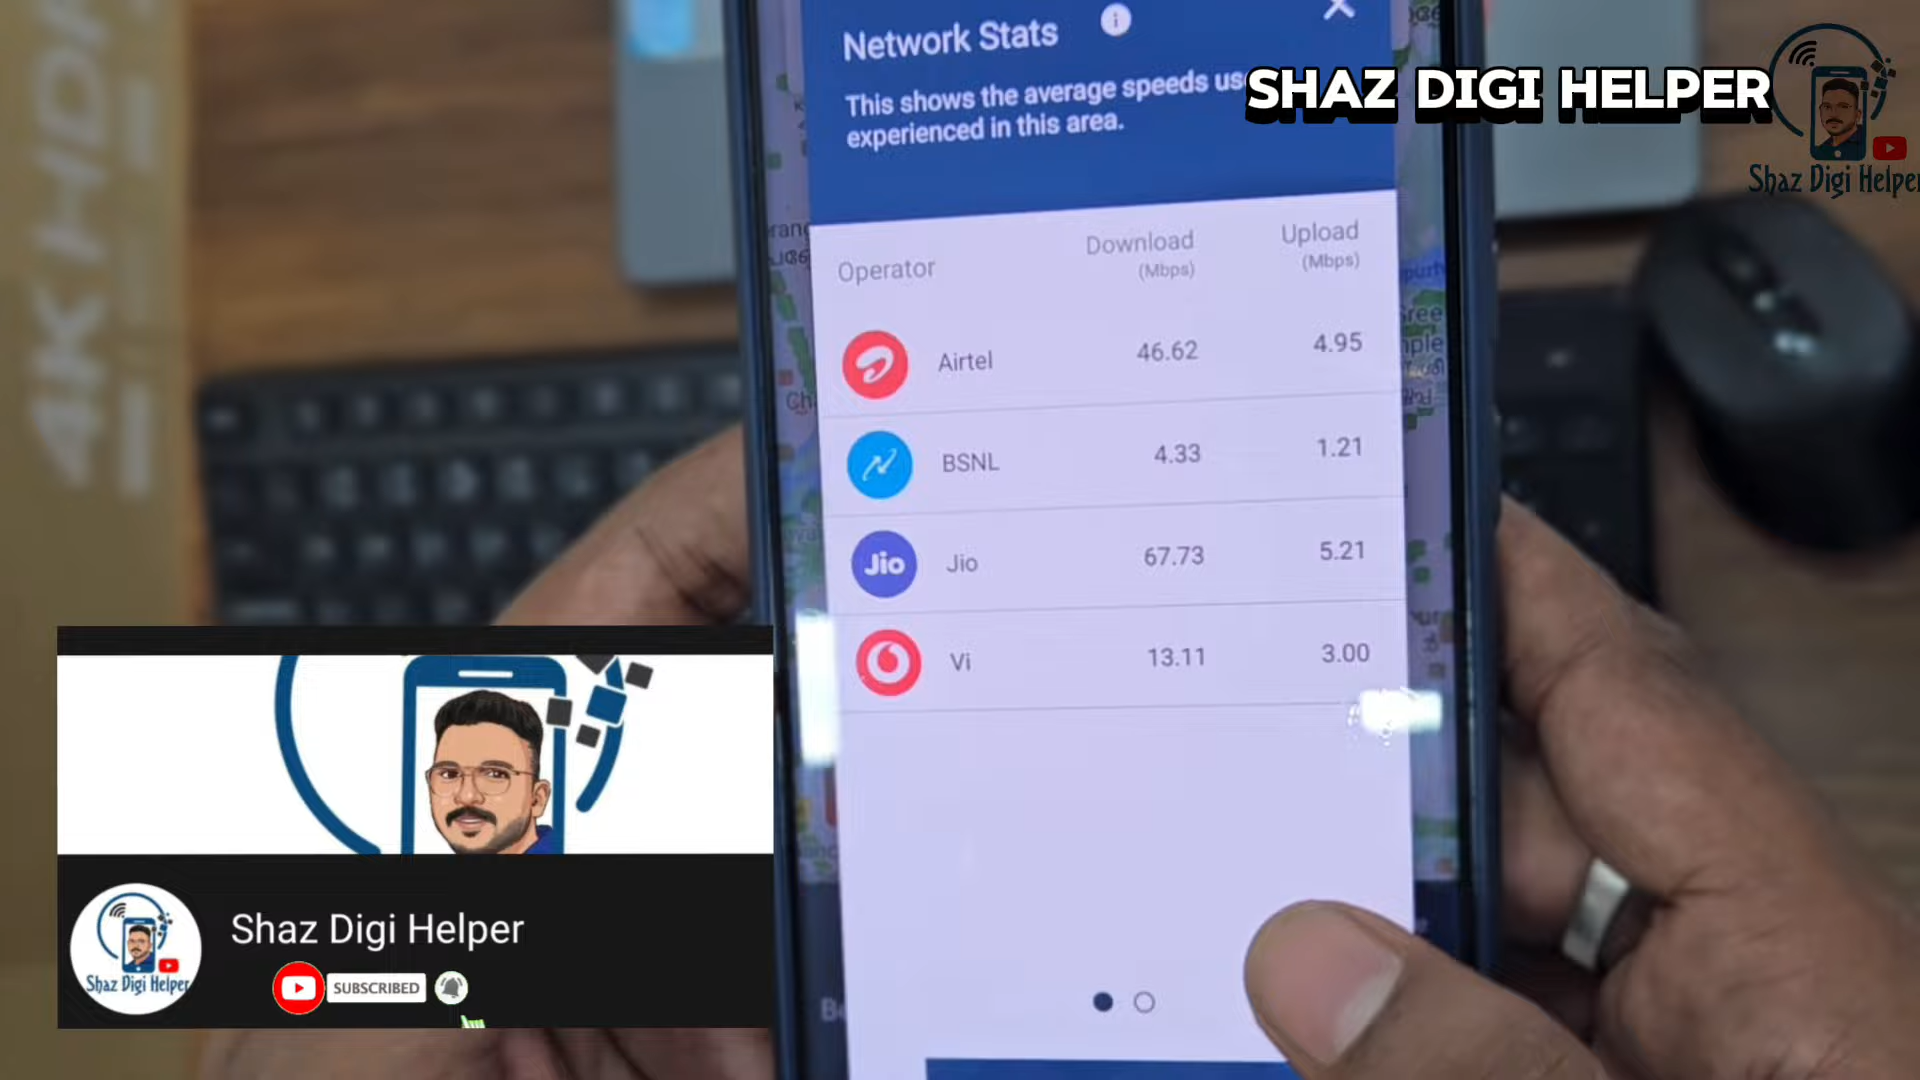 Network Stats
This shows the average speeds
experienced in this area.
SHAZ DIGI HELPER
Shaz Digi Helper
Operator
Download
(Mbps)
Upload
(Mbps)
Airtel 46.62 4.95
BSNL 4.33 1.21
Jio
Jio 67.73 5.21
Vi 13.11 3.00
4K HDR
Shaz Digi Helper
Shaz Digi Helper
SUBSCRIBED